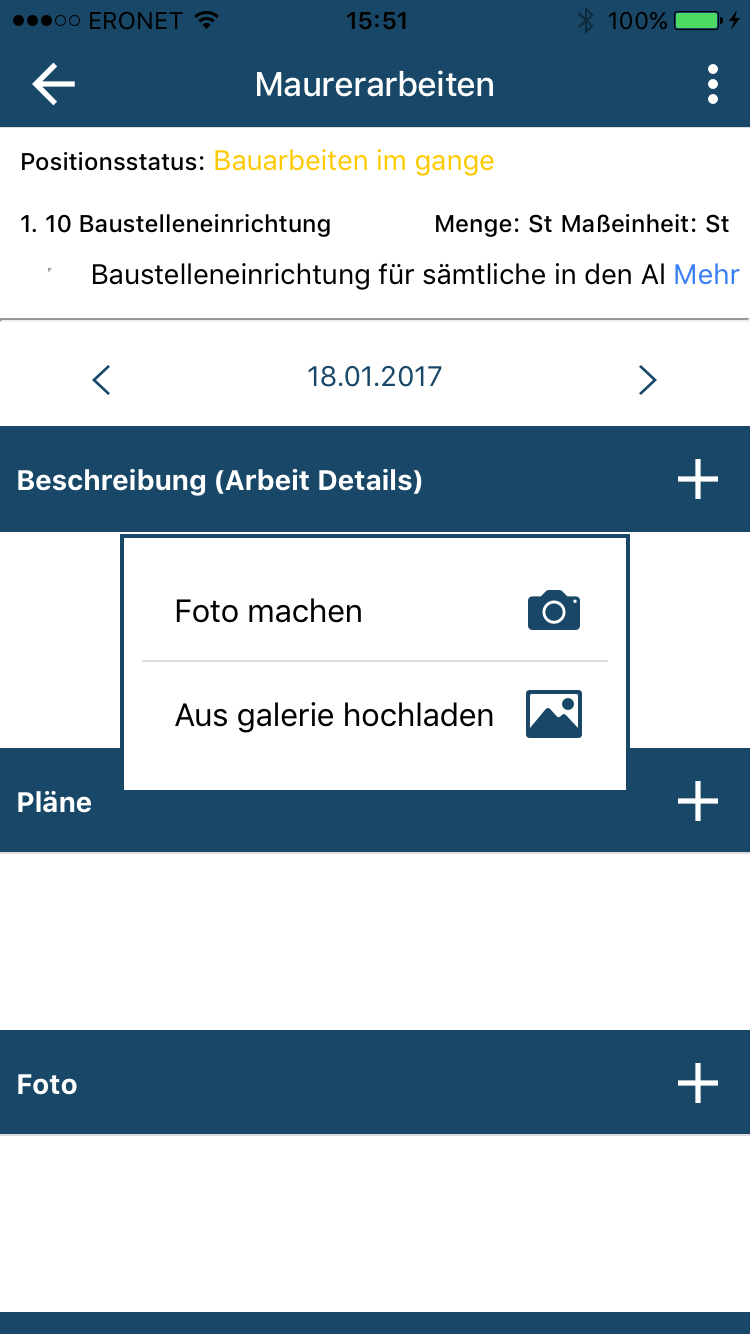 ERONET 15:51 100%
Maurerarbeiten
Positionsstatus: Bauarbeiten im gange
1. 10 Baustelleneinrichtung Menge: St Maßeinheit: St
Baustelleneinrichtung für sämtliche in den Al Mehr
18.01.2017
Beschreibung (Arbeit Details)
Foto machen
Aus galerie hochladen
Pläne
Foto